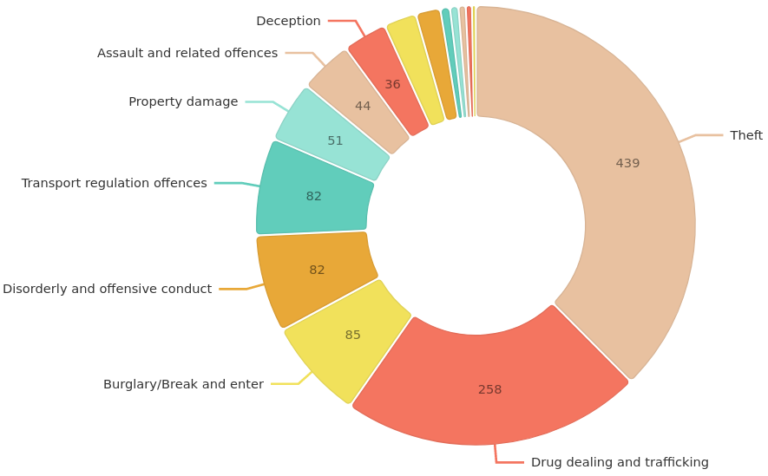 Deception
36
Assault and related offences
44
Property damage
51
Transport regulation offences
82
Disorderly and offensive conduct
82
Burglary/Break and enter
85
Theft
439
Drug dealing and trafficking
258